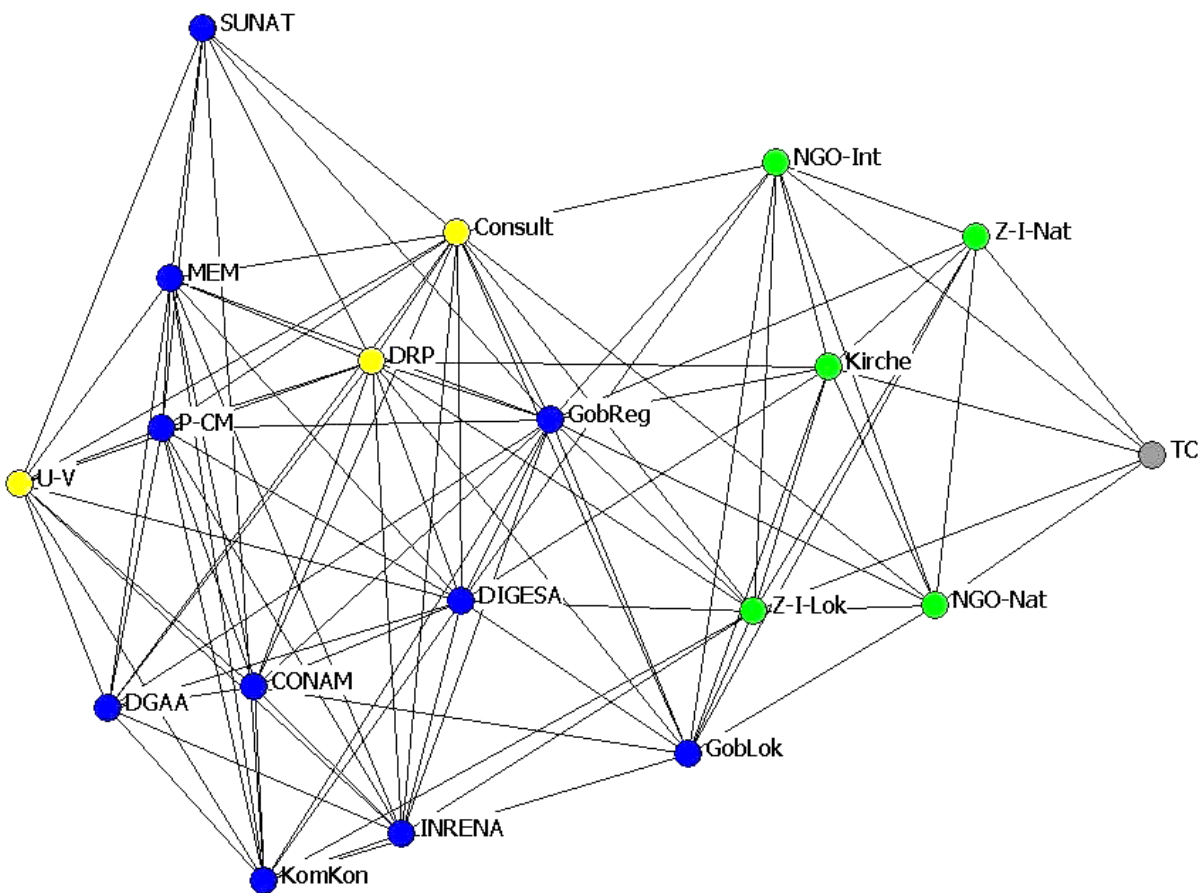 SUNAT
NGO-Int
Consult
Z-I-Nat
MEM
DRP
Kirche
GobReg
P-CM
TC
U-V
DIGESA
Z-I-Lok
NGO-Nat
CONAM
DGAA
GobLok
INRENA
KomKon